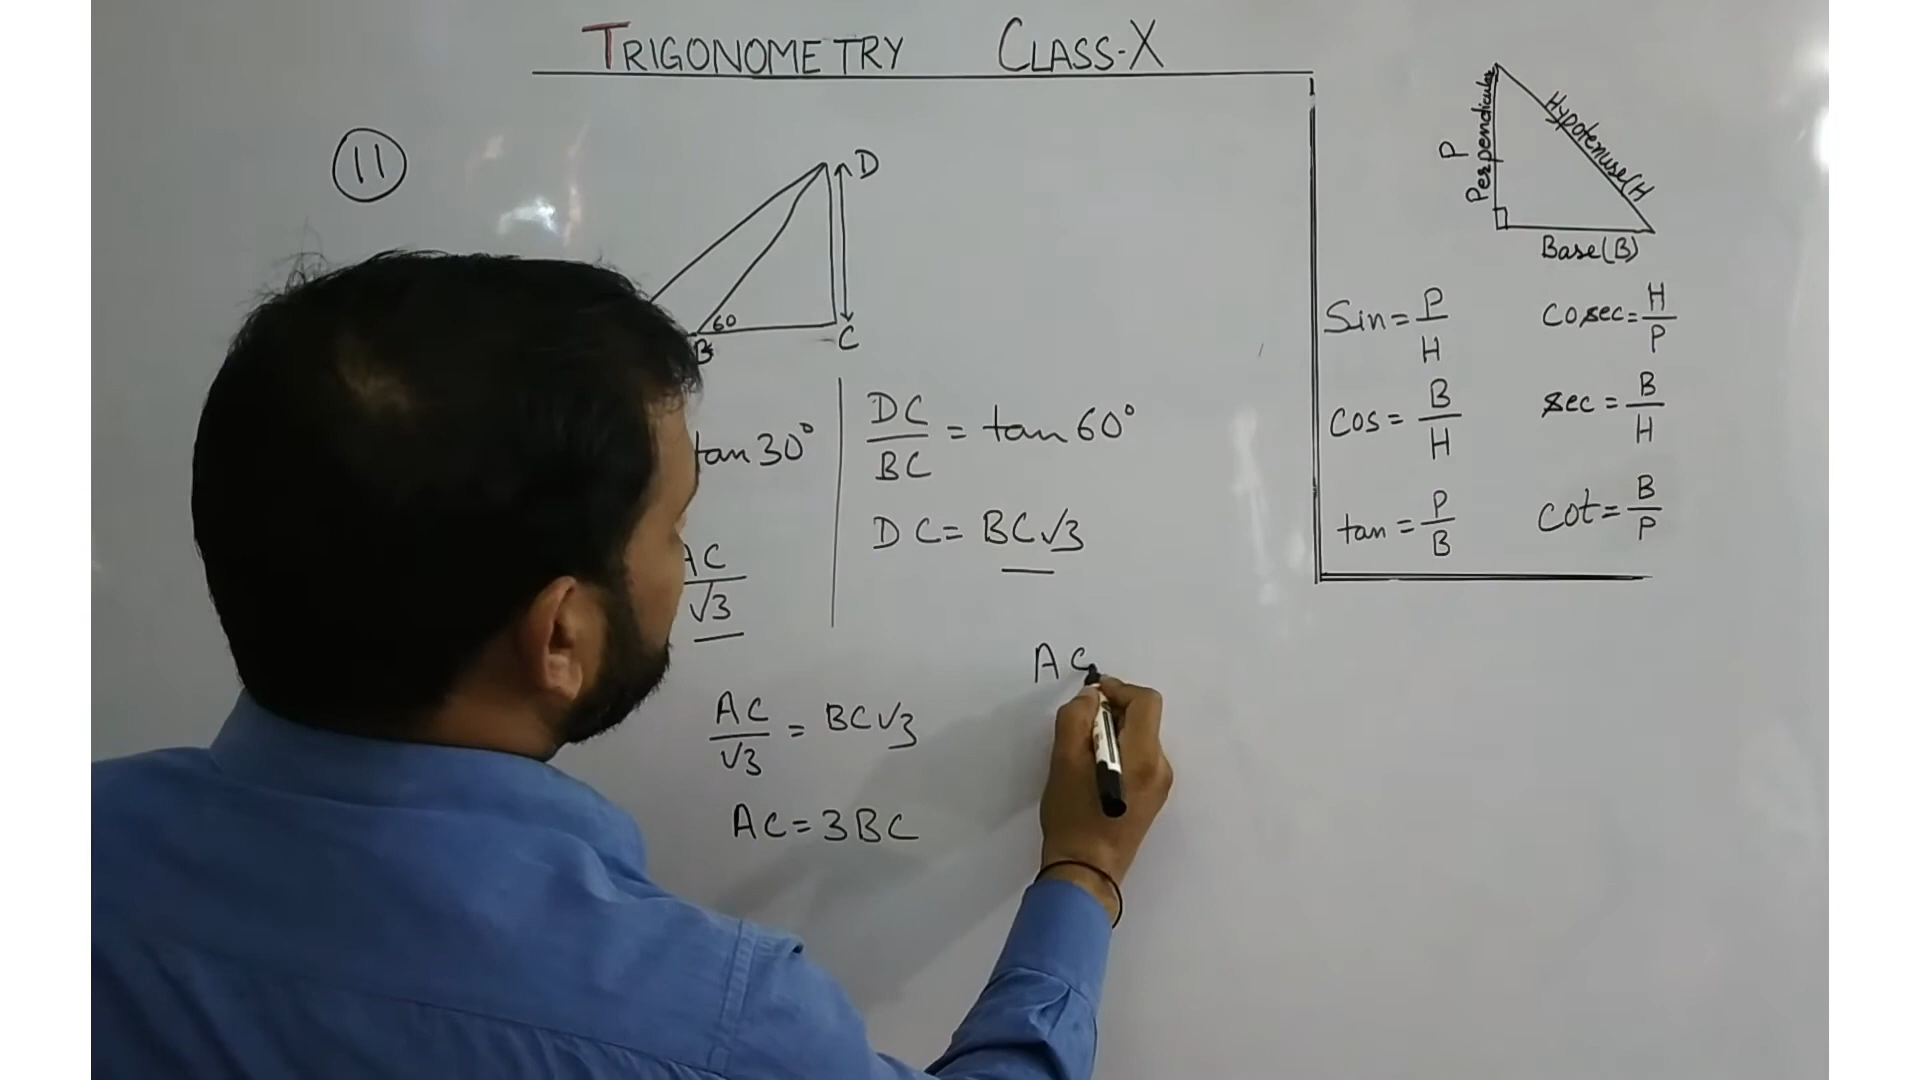 TRIGONOMETRY CLASS-X
11
D
60
B
C
tan 30°
AC
√3
DC/BC = tan 60°
DC = BC√3
AC/√3 = BC√3
AC = 3BC
AC
P
Perpendicular
Hypotenuse(H
Base(B)
Sin = P/H
cosec = H/P
cos = B/H
sec = B/H
tan = P/B
cot = B/P